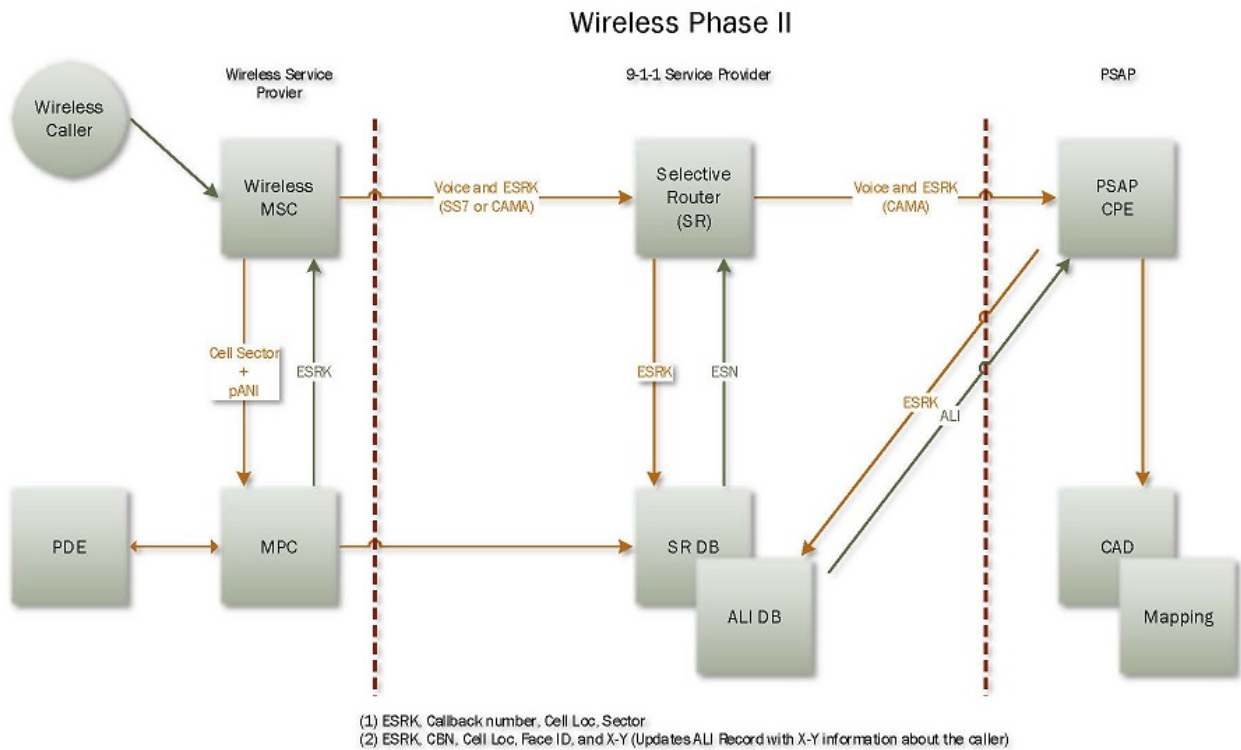 Wireless Phase II
Wireless Service
Provier
9-1-1 Service Provider
PSAP
Wireless
Caller
Wireless
MSC
Voice and ESRK
(SS7 or CAMA)
Selective
Router
(SR)
Voice and ESRK
(CAMA)
PSAP
CPE
Cell Sector
+
pANI
ESRK
ESRK
ESN
ESRK
ALI
PDE
MPC
SR DB
ALI DB
CAD
Mapping
(1) ESRK, Callback number, Cell Loc, Sector
(2) ESRK, CBN, Cell Loc, Face ID, and X-Y (Updates ALI Record with X-Y information about the caller)